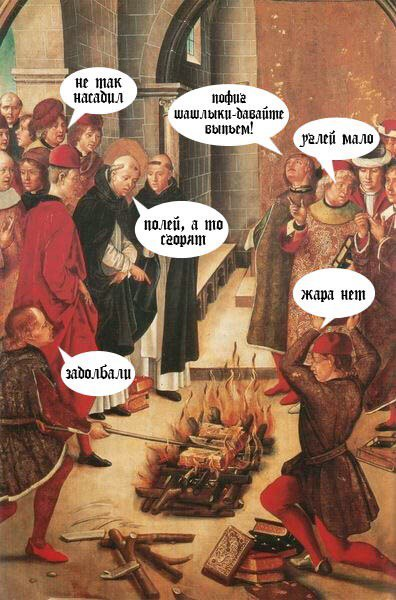 не так
насадил
пофиг
шашлыки-давайте
выпьем!
углей мало
полей, а то
сгорят
жара нет
задолбали